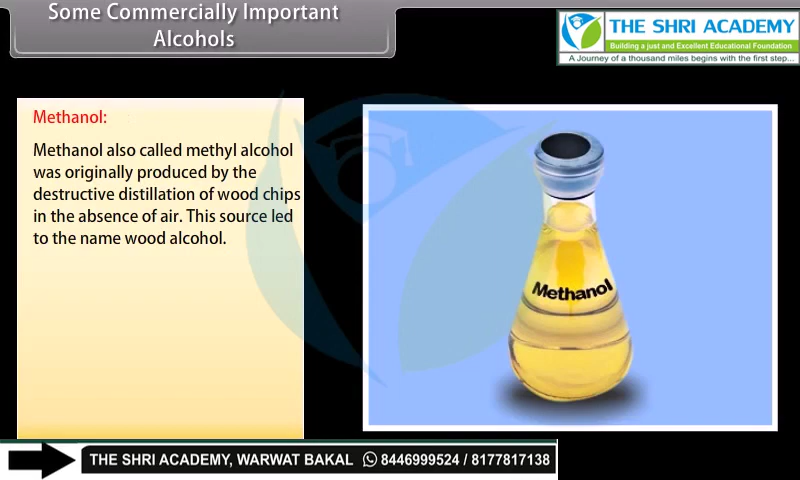 Some Commercially Important
Alcohols
THE SHRI ACADEMY
Building a just and Excellent Educational Foundation
A Journey of a thousand miles begins with the first step...
Methanol:
Methanol also called methyl alcohol
was originally produced by the
destructive distillation of wood chips
in the absence of air. This source led
to the name wood alcohol.
Methanol
THE SHRI ACADEMY, WARWAT BAKAL 8446999524 / 8177817138